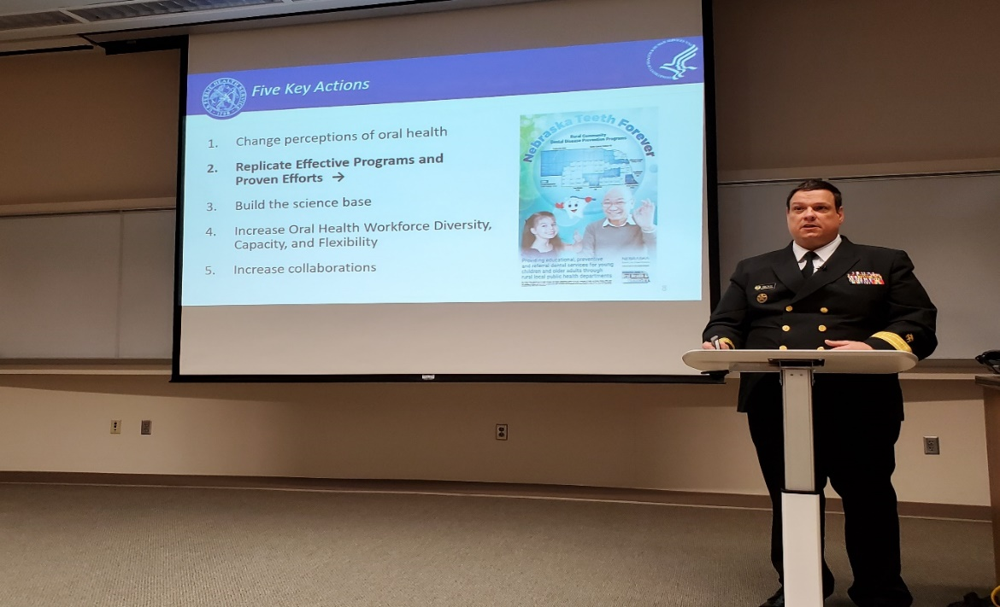 Five Key Actions
1. Change perceptions of oral health
2. Replicate Effective Programs and
Proven Efforts →
3. Build the science base
4. Increase Oral Health Workforce Diversity,
Capacity, and Flexibility
5. Increase collaborations
Nebraska Teeth Forever
Rural Community
Dental Disease Prevention Programs
Providing educational, preventive
and referral dental services for young
children and older adults through
rural local public health departments
NEBRASKA
8